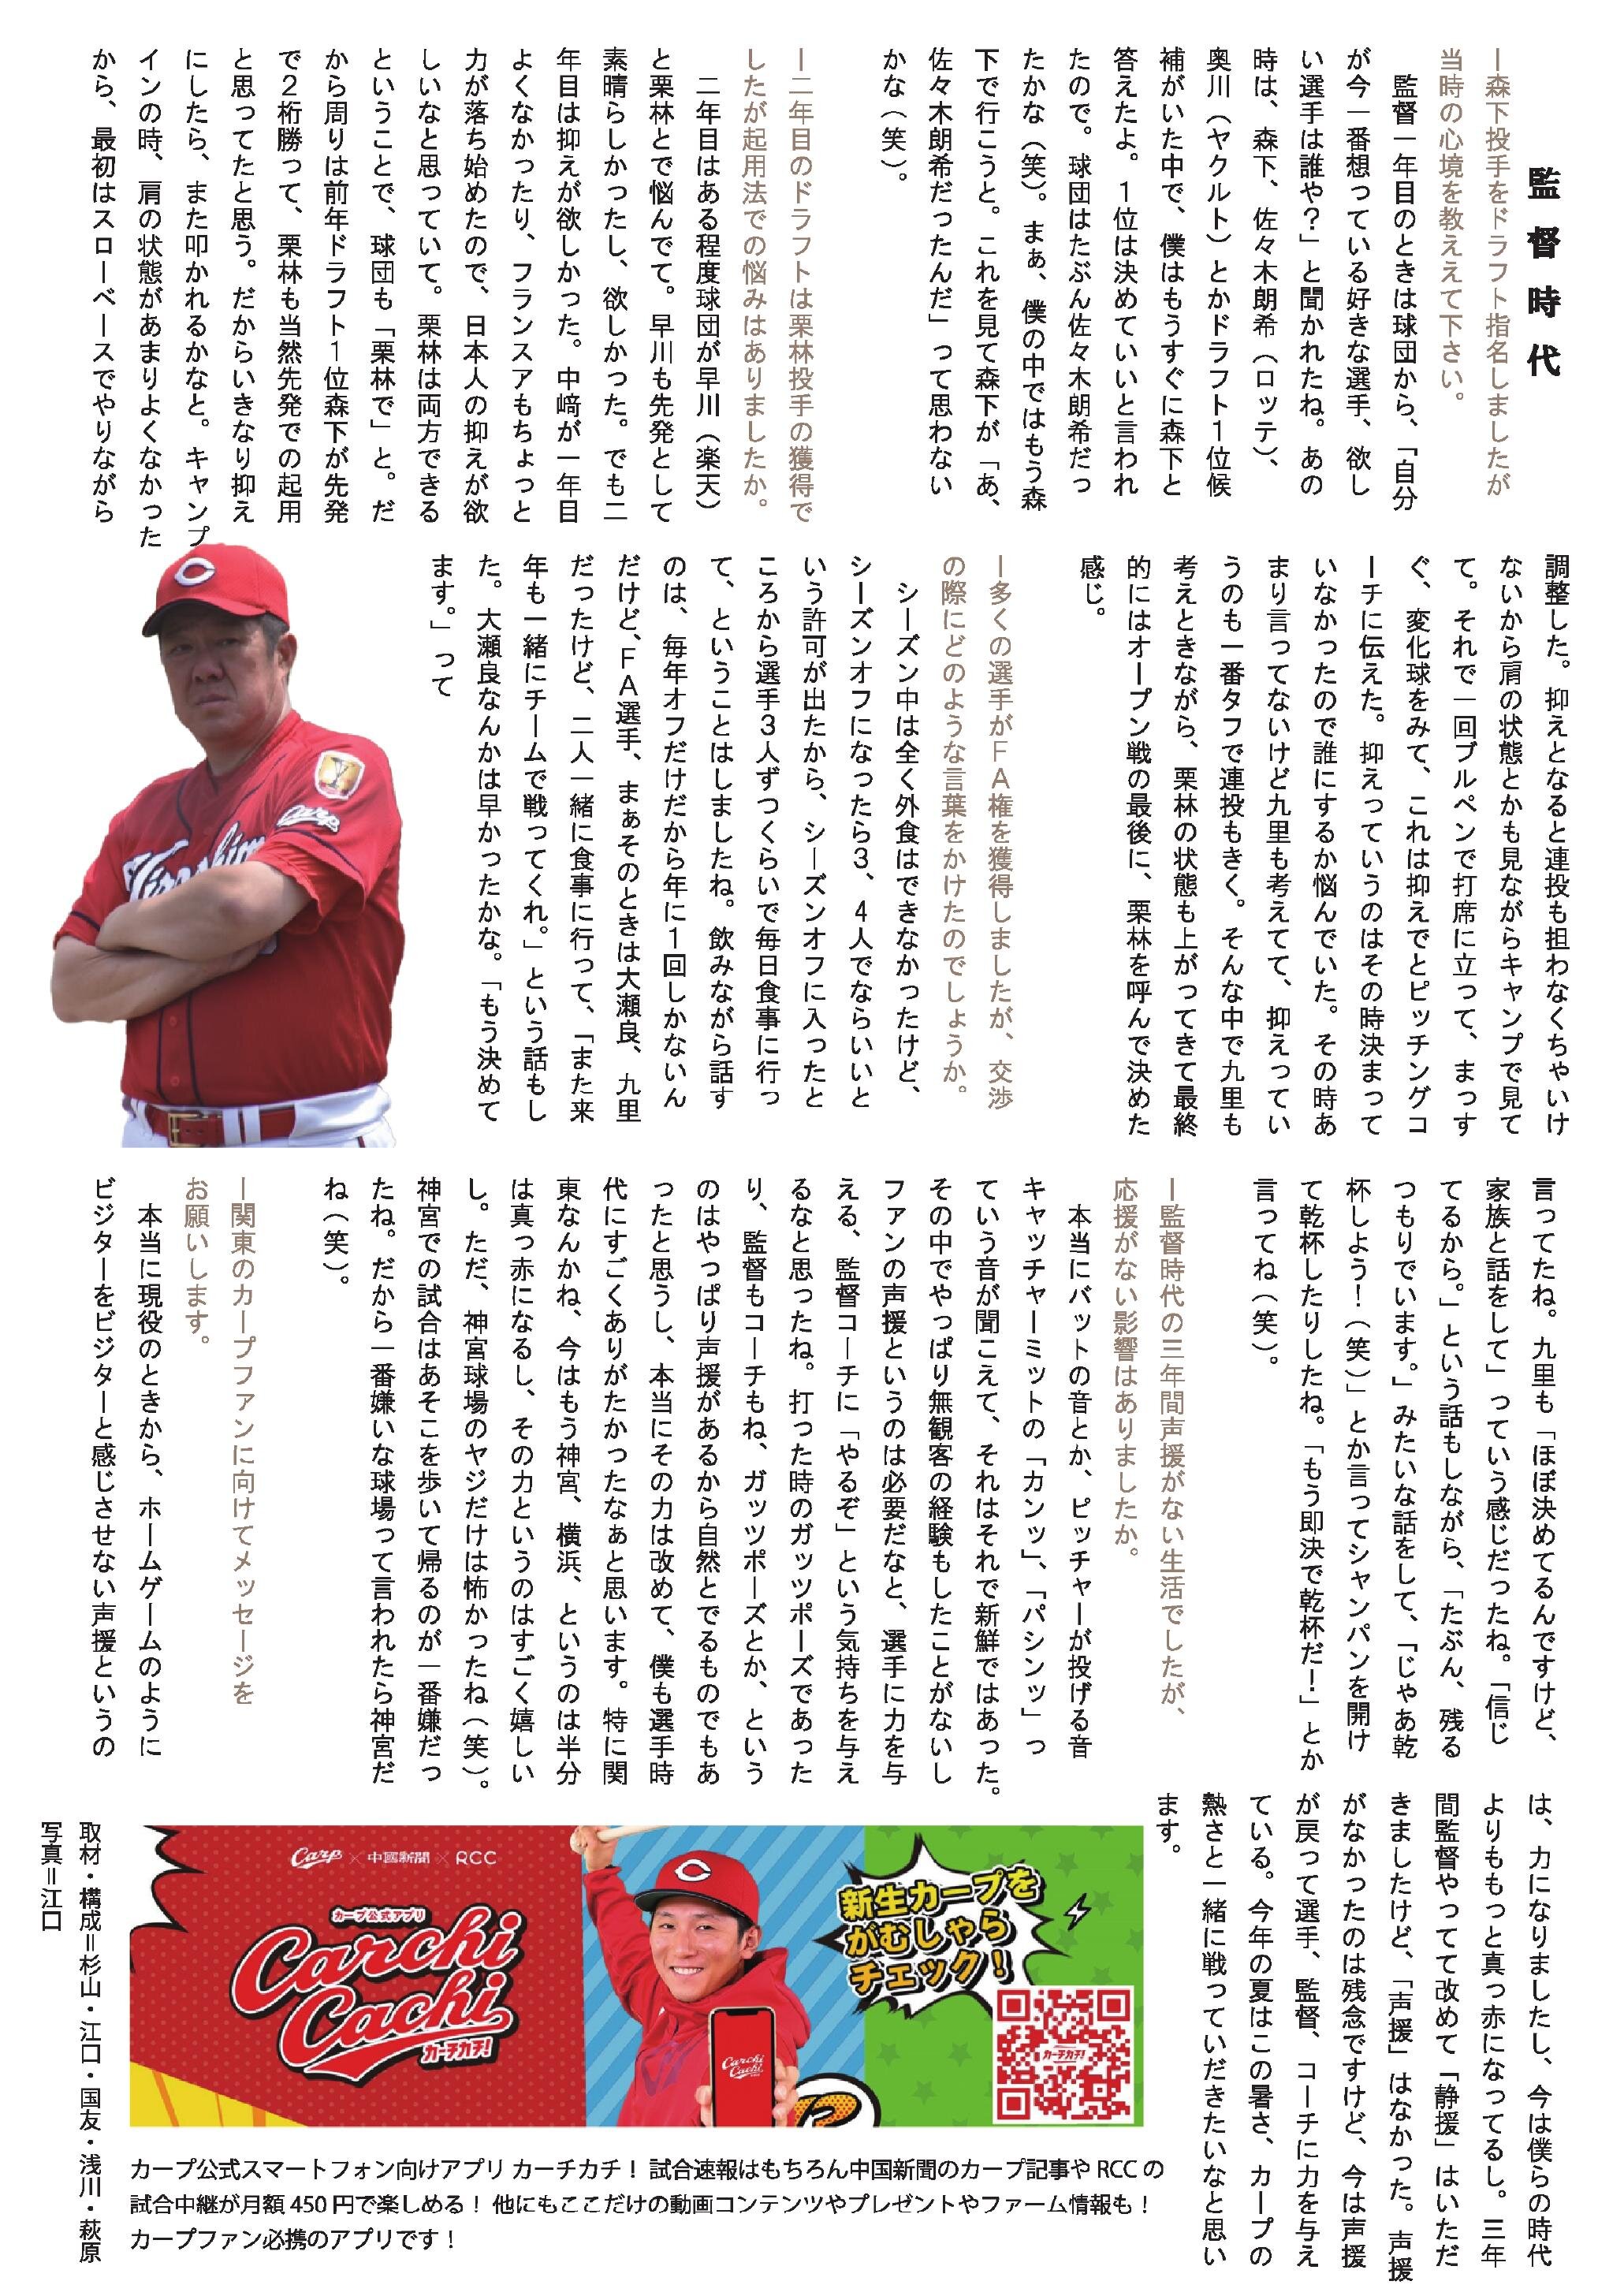 監督時代
―森下投手をドラフト指名しましたが
当時の心境を教えて下さい。
監督一年目のときは球団から、「自分
が今一番想っている好きな選手、欲し
い選手は誰や？」と聞かれたね。あの
時は、森下、佐々木朗希（ロッテ）、
奥川（ヤクルト）とかドラフト１位候
補がいた中で、僕はもうすぐに森下と
答えたよ。１位は決めていいと言われ
たので。球団はたぶん佐々木朗希だっ
たかな（笑）。まぁ、僕の中ではもう森
下で行こうと。これを見て森下が「あ、
佐々木朗希だったんだ」って思わない
かな（笑）。
―二年目のドラフトは栗林投手の獲得で
したが起用法での悩みはありましたか。
二年目はある程度球団が早川（楽天）
と栗林とで悩んでて。早川も先発として
素晴らしかったし、欲しかった。でも二
年目は抑えが欲しかった。中﨑が一年目
よくなかったり、フランスアもちょっと
力が落ち始めたので、日本人の抑えが欲
しいなと思っていて。栗林は両方できる
ということで、球団も「栗林で」と。だ
から周りは前年ドラフト１位森下が先発
で２桁勝って、栗林も当然先発での起用
と思ってたと思う。だからいきなり抑え
にしたら、また叩かれるかなと。キャンプ
インの時、肩の状態があまりよくなかった
から、最初はスローペースでやりながら
調整した。抑えとなると連投も担わなくちゃいけ
ないから肩の状態とかも見ながらキャンプで見て
て。それで一回ブルペンで打席に立って、まっす
ぐ、変化球をみて、これは抑えでとピッチングコ
ーチに伝えた。抑えっていうのはその時決まって
いなかったので誰にするか悩んでいた。その時あ
まり言ってないけど九里も考えてて、抑えってい
うのも一番タフで連投もきく。そんな中で九里も
考えときながら、栗林の状態も上がってきて最終
的にはオープン戦の最後に、栗林を呼んで決めた
感じ。
―多くの選手がＦＡ権を獲得しましたが、交渉
の際にどのような言葉をかけたのでしょうか。
シーズン中は全く外食はできなかったけど、
シーズンオフになったら３、４人でならいいと
いう許可が出たから、シーズンオフに入ったと
ころから選手３人ずつくらいで毎日食事に行っ
て、ということはしましたね。飲みながら話す
のは、毎年オフだけだから年に１回しかないん
だけど、ＦＡ選手、まぁそのときは大瀬良、九里
だったけど、二人一緒に食事に行って、「また来
年も一緒にチームで戦ってくれ。」という話もし
た。大瀬良なんかは早かったかな。「もう決めて
ます。」って
言ってたね。九里も「ほぼ決めてるんですけど、
家族と話をして」っていう感じだったね。「信じ
てるから。」という話もしながら、「たぶん、残る
つもりでいます。」みたいな話をして、「じゃあ乾
杯しよう！（笑）」とか言ってシャンパンを開け
て乾杯したりしたね。「もう即決で乾杯だ！」とか
言ってね（笑）。
―監督時代の三年間声援がない生活でしたが、
応援がない影響はありましたか。
本当にバットの音とか、ピッチャーが投げる音
キャッチャーミットの「カンッ」、「パシンッ」っ
ていう音が聞こえて、それはそれで新鮮ではあった。
その中でやっぱり無観客の経験もしたことがないし
ファンの声援というのは必要だなと、選手に力を与
える、監督コーチに「やるぞ」という気持ちを与え
るなと思ったね。打った時のガッツポーズであった
り、監督もコーチもね、ガッツポーズとか、という
のはやっぱり声援があるから自然とでるものでもあ
ったと思うし、本当にその力は改めて、僕も選手時
代にすごくありがたかったなぁと思います。特に関
東なんかね、今はもう神宮、横浜、というのは半分
は真っ赤になるし、その力というのはすごく嬉しい
し。ただ、神宮球場のヤジだけは怖かったね（笑）。
神宮での試合はあそこを歩いて帰るのが一番嫌だっ
たね。だから一番嫌いな球場って言われたら神宮だ
ね（笑）。
―関東のカープファンに向けてメッセージを
お願いします。
本当に現役のときから、ホームゲームのように
ビジターをビジターと感じさせない声援というの
は、力になりましたし、今は僕らの時代
よりももっと真っ赤になってるし。三年
間監督やってて改めて「静援」はいただ
きましたけど、「声援」はなかった。声援
がなかったのは残念ですけど、今は声援
が戻って選手、監督、コーチに力を与え
ている。今年の夏はこの暑さ、カープの
熱さと一緒に戦っていだきたいなと思い
ます。
Carp×中國新聞×RCC
カープ公式アプリ
Carchi
Cachi
カーチカチ！
新生カープを
がむしゃら
チェック！
Carchi
Cachi
カーチカチ！
カープ公式スマートフォン向けアプリ カーチカチ！ 試合速報はもちろん中国新聞のカープ記事や RCC の
試合中継が月額 450 円で楽しめる！ 他にもここだけの動画コンテンツやプレゼントやファーム情報も！
カープファン必携のアプリです！
取材・構成＝杉山・江口・国友・浅川・萩原
写真＝江口